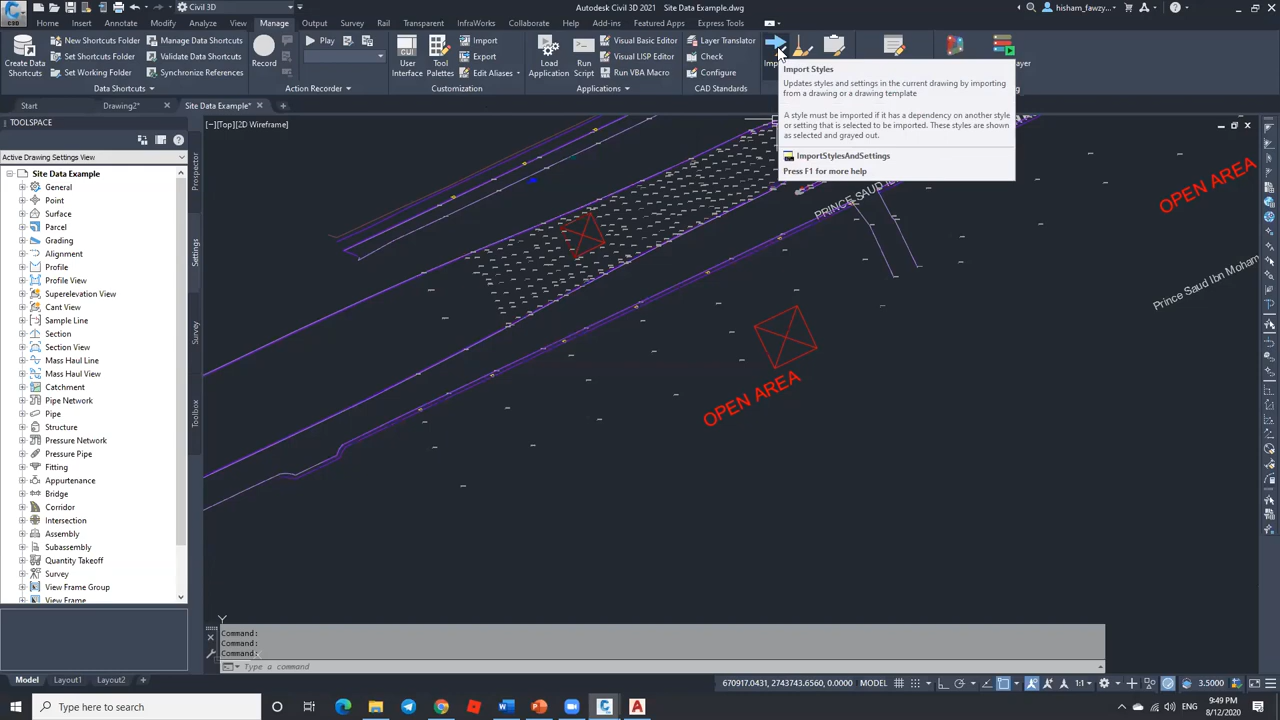 C3D
Civil 3D
Autodesk Civil 3D 2021 Site Data Example.dwg
hisham_fawzy...
Home Insert Annotate Modify Analyze View Manage Output Survey Rail Transparent InfraWorks Collaborate Help Add-ins Featured Apps Express Tools
Create Data
Shortcuts
New Shortcuts Folder
Set Shortcuts Folder
Set Working Folder
Manage Data Shortcuts
Synchronize References
Validate Data Shortcuts
Data Shortcuts
Record
Play
Action Recorder
User
Interface
Tool
Palettes
Import
Export
Edit Aliases
Customization
Load
Application
Run
Script
Visual Basic Editor
Visual LISP Editor
Run VBA Macro
Applications
Layer Translator
Check
Configure
CAD Standards
Import Styles
Updates styles and settings in the current drawing by importing
from a drawing or a drawing template
A style must be imported if it has a dependency on another style
or setting that is selected to be imported. These styles are shown
as selected and grayed out.
ImportStylesAndSettings
Press F1 for more help
Start Drawing2* Site Data Example*
TOOLSPACE
[−][Top][2D Wireframe]
Active Drawing Settings View
Site Data Example
General
Point
Surface
Parcel
Grading
Alignment
Profile
Profile View
Superelevation View
Cant View
Sample Line
Section
Section View
Mass Haul Line
Mass Haul View
Catchment
Pipe Network
Pipe
Structure
Pressure Network
Pressure Pipe
Fitting
Appurtenance
Bridge
Corridor
Intersection
Assembly
Subassembly
Quantity Takeoff
Survey
View Frame Group
View Frame
Prospector
Settings
Survey
Toolbox
PRINCE SAUD
OPEN AREA
Prince Saud Ibn Moham
OPEN AREA
Y
Command:
Command:
Command:
Type a command
Model Layout1 Layout2 +
670917.0431, 2743743.6560, 0.0000 MODEL 1:1 3.5000
Type here to search
ENG
9:49 PM
8/12/2020